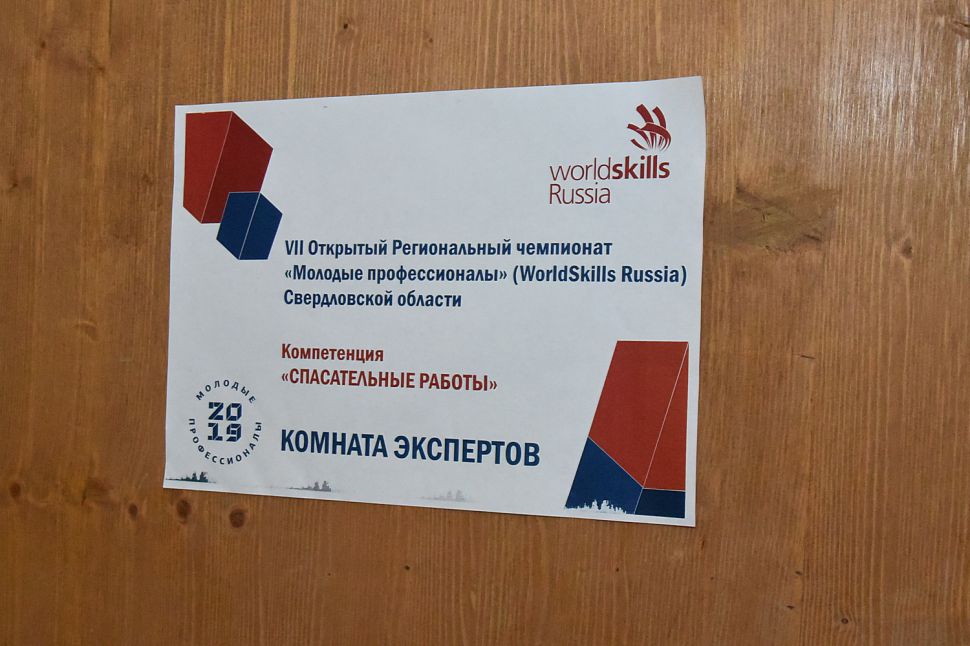 worldskills
Russia
VII Открытый Региональный чемпионат
«Молодые профессионалы» (WorldSkills Russia)
Свердловской области
Компетенция
«СПАСАТЕЛЬНЫЕ РАБОТЫ»
МОЛОДЫЕ
2019
ПРОФЕССИОНАЛЫ
КОМНАТА ЭКСПЕРТОВ